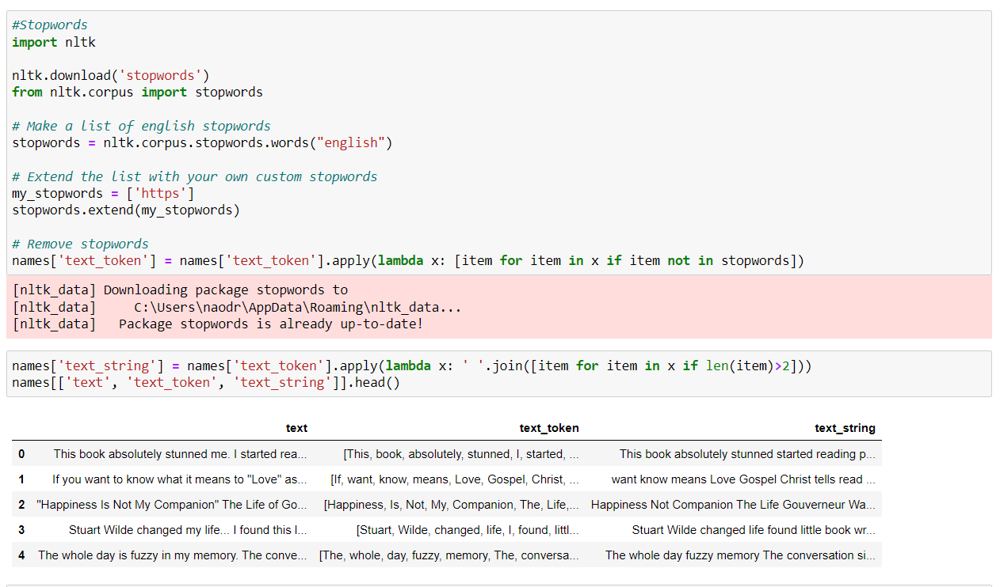 #Stopwords
import nltk
nltk.download('stopwords')
from nltk.corpus import stopwords
# Make a list of english stopwords
stopwords = nltk.corpus.stopwords.words("english")
# Extend the list with your own custom stopwords
my_stopwords = ['https']
stopwords.extend(my_stopwords)
# Remove stopwords
names['text_token'] = names['text_token'].apply(lambda x: [item for item in x if item not in stopwords])
[nltk_data] Downloading package stopwords to
[nltk_data]     C:\Users\naodr\AppData\Roaming\nltk_data...
[nltk_data]   Package stopwords is already up-to-date!
names['text_string'] = names['text_token'].apply(lambda x: ' '.join([item for item in x if len(item)>2]))
names[['text', 'text_token', 'text_string']].head()
text text_token text_string
0 This book absolutely stunned me. I started rea... [This, book, absolutely, stunned, I, started, ... This book absolutely stunned started reading p...
1 If you want to know what it means to "Love" as... [If, want, know, means, Love, Gospel, Christ, ... want know means Love Gospel Christ tells read ...
2 "Happiness Is Not My Companion" The Life of Go... [Happiness, Is, Not, My, Companion, The, Life,... Happiness Not Companion The Life Gouverneur Wa...
3 Stuart Wilde changed my life... I found this l... [Stuart, Wilde, changed, life, I, found, littl... Stuart Wilde changed life found little book wr...
4 The whole day is fuzzy in my memory. The conve... [The, whole, day, fuzzy, memory, The, conversa... The whole day fuzzy memory The conversation si...